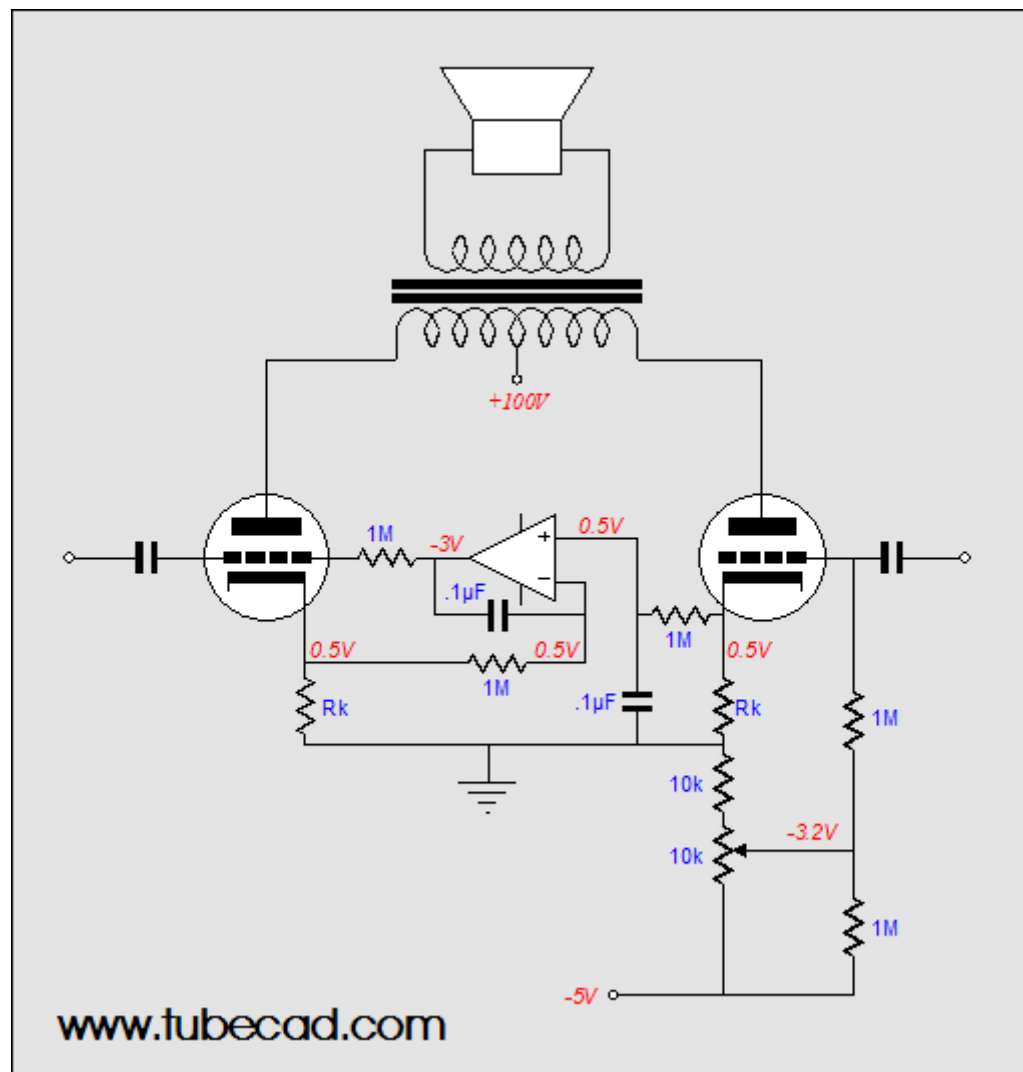 +100V
1M
-3V
+
0.5V
.1µF
−
1M
0.5V
0.5V
0.5V
1M
Rk
.1µF
Rk
1M
10k
-3.2V
10k
1M
-5V
www.tubecad.com